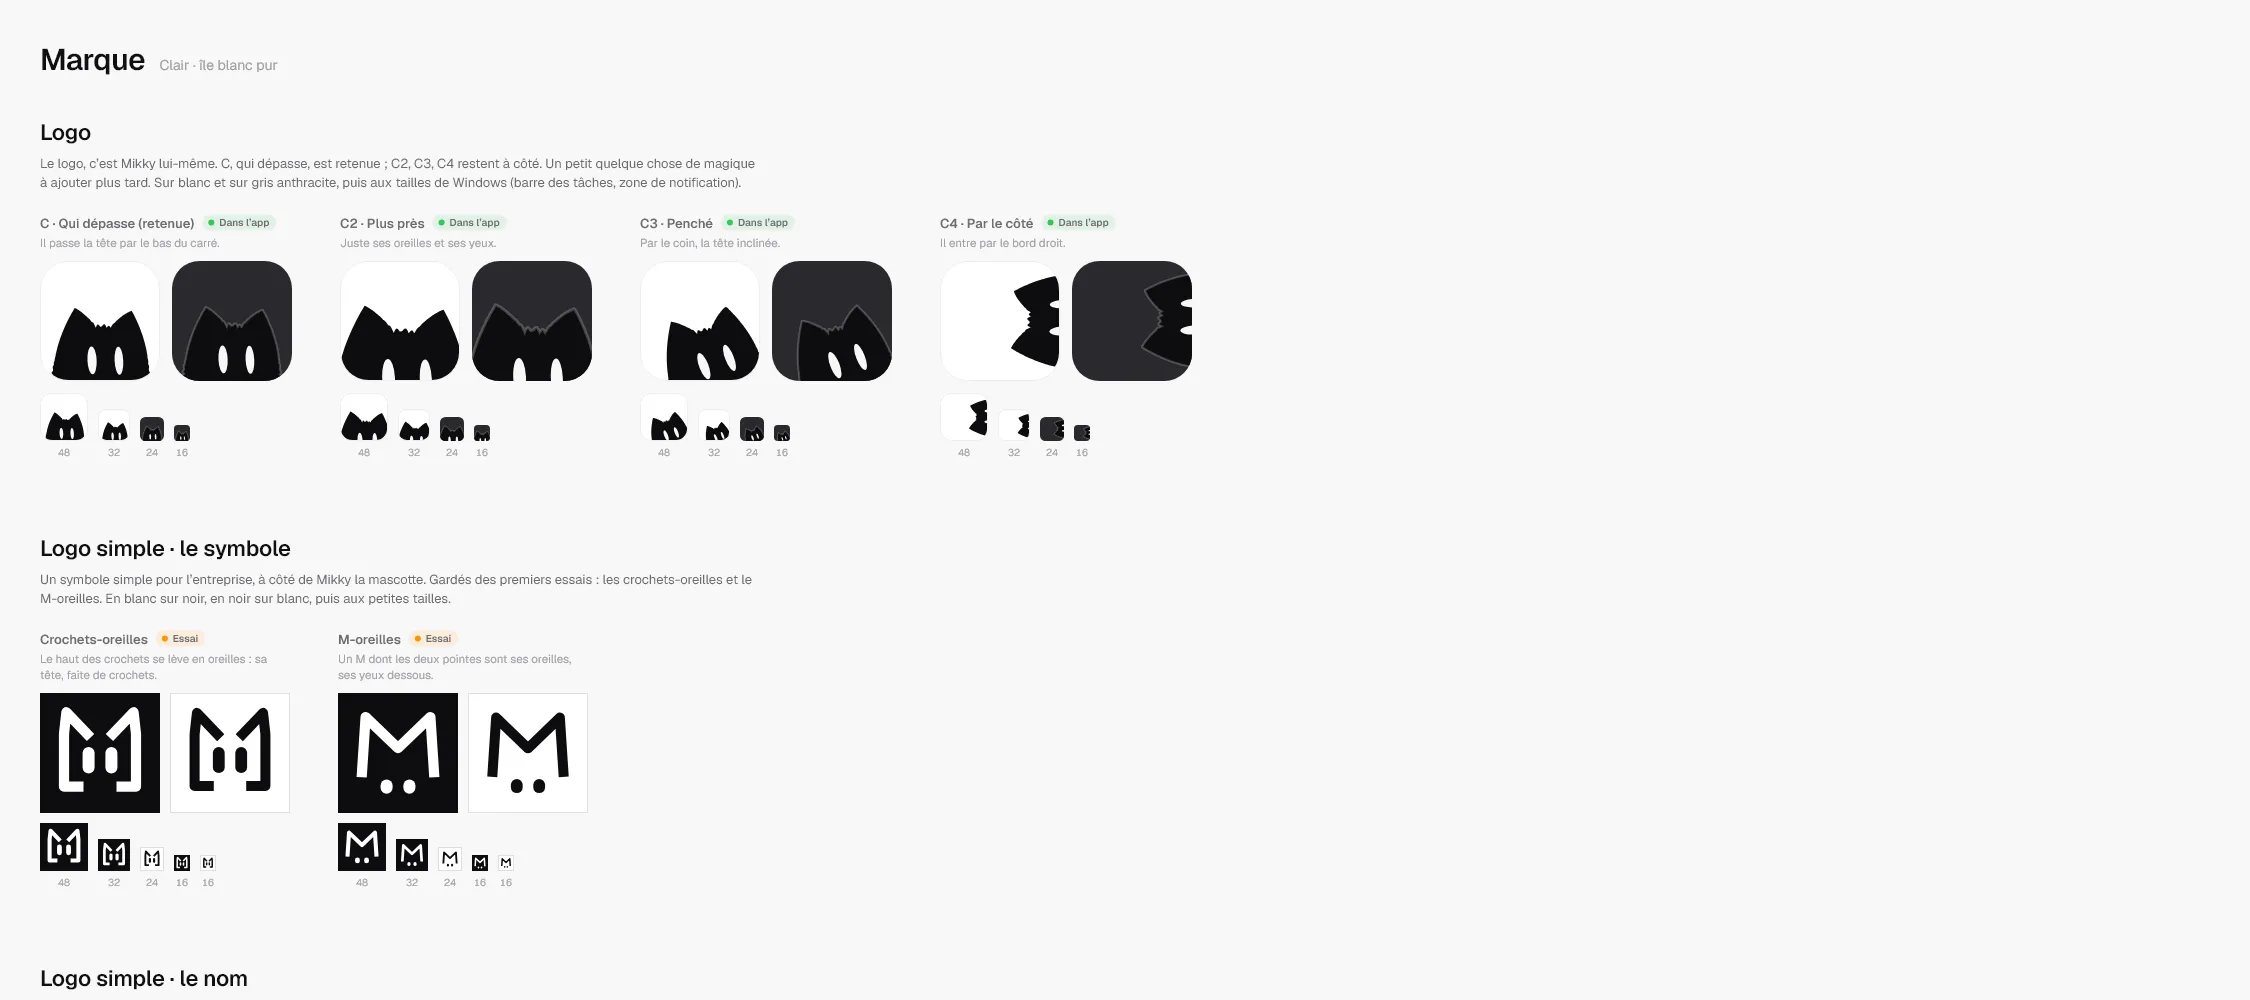 Marque Clair · île blanc pur
Logo
Le logo, c'est Mikky lui-même. C, qui dépasse, est retenue ; C2, C3, C4 restent à côté. Un petit quelque chose de magique
à ajouter plus tard. Sur blanc et sur gris anthracite, puis aux tailles de Windows (barre des tâches, zone de notification).
C · Qui dépasse (retenue) Dans l'app
Il passe la tête par le bas du carré.
48 32 24 16
C2 · Plus près Dans l'app
Juste ses oreilles et ses yeux.
48 32 24 16
C3 · Penché Dans l'app
Par le coin, la tête inclinée.
48 32 24 16
C4 · Par le côté Dans l'app
Il entre par le bord droit.
48 32 24 16
Logo simple · le symbole
Un symbole simple pour l'entreprise, à côté de Mikky la mascotte. Gardés des premiers essais : les crochets-oreilles et le
M-oreilles. En blanc sur noir, en noir sur blanc, puis aux petites tailles.
Crochets-oreilles Essai
Le haut des crochets se lève en oreilles : sa
tête, faite de crochets.
48 32 24 16 16
M-oreilles Essai
Un M dont les deux pointes sont ses oreilles,
ses yeux dessous.
48 32 24 16 16
Logo simple · le nom